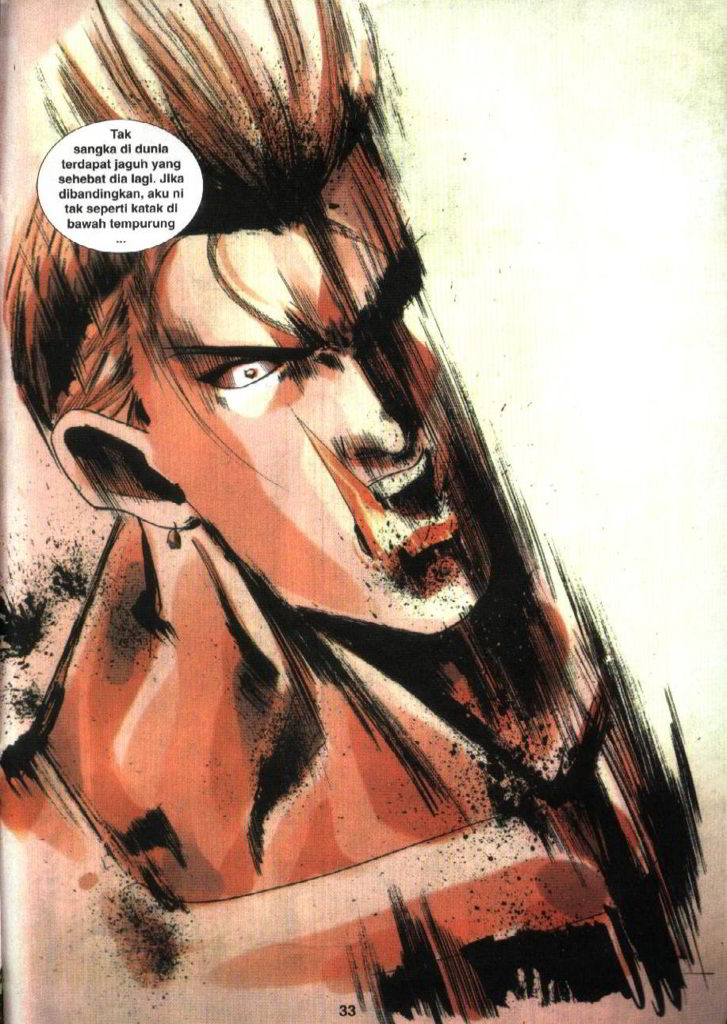 Tak
sangka di dunia
terdapat jaguh yang
sehebat dia lagi. Jika
dibandingkan, aku ni
tak seperti katak di
bawah tempurung
...
33